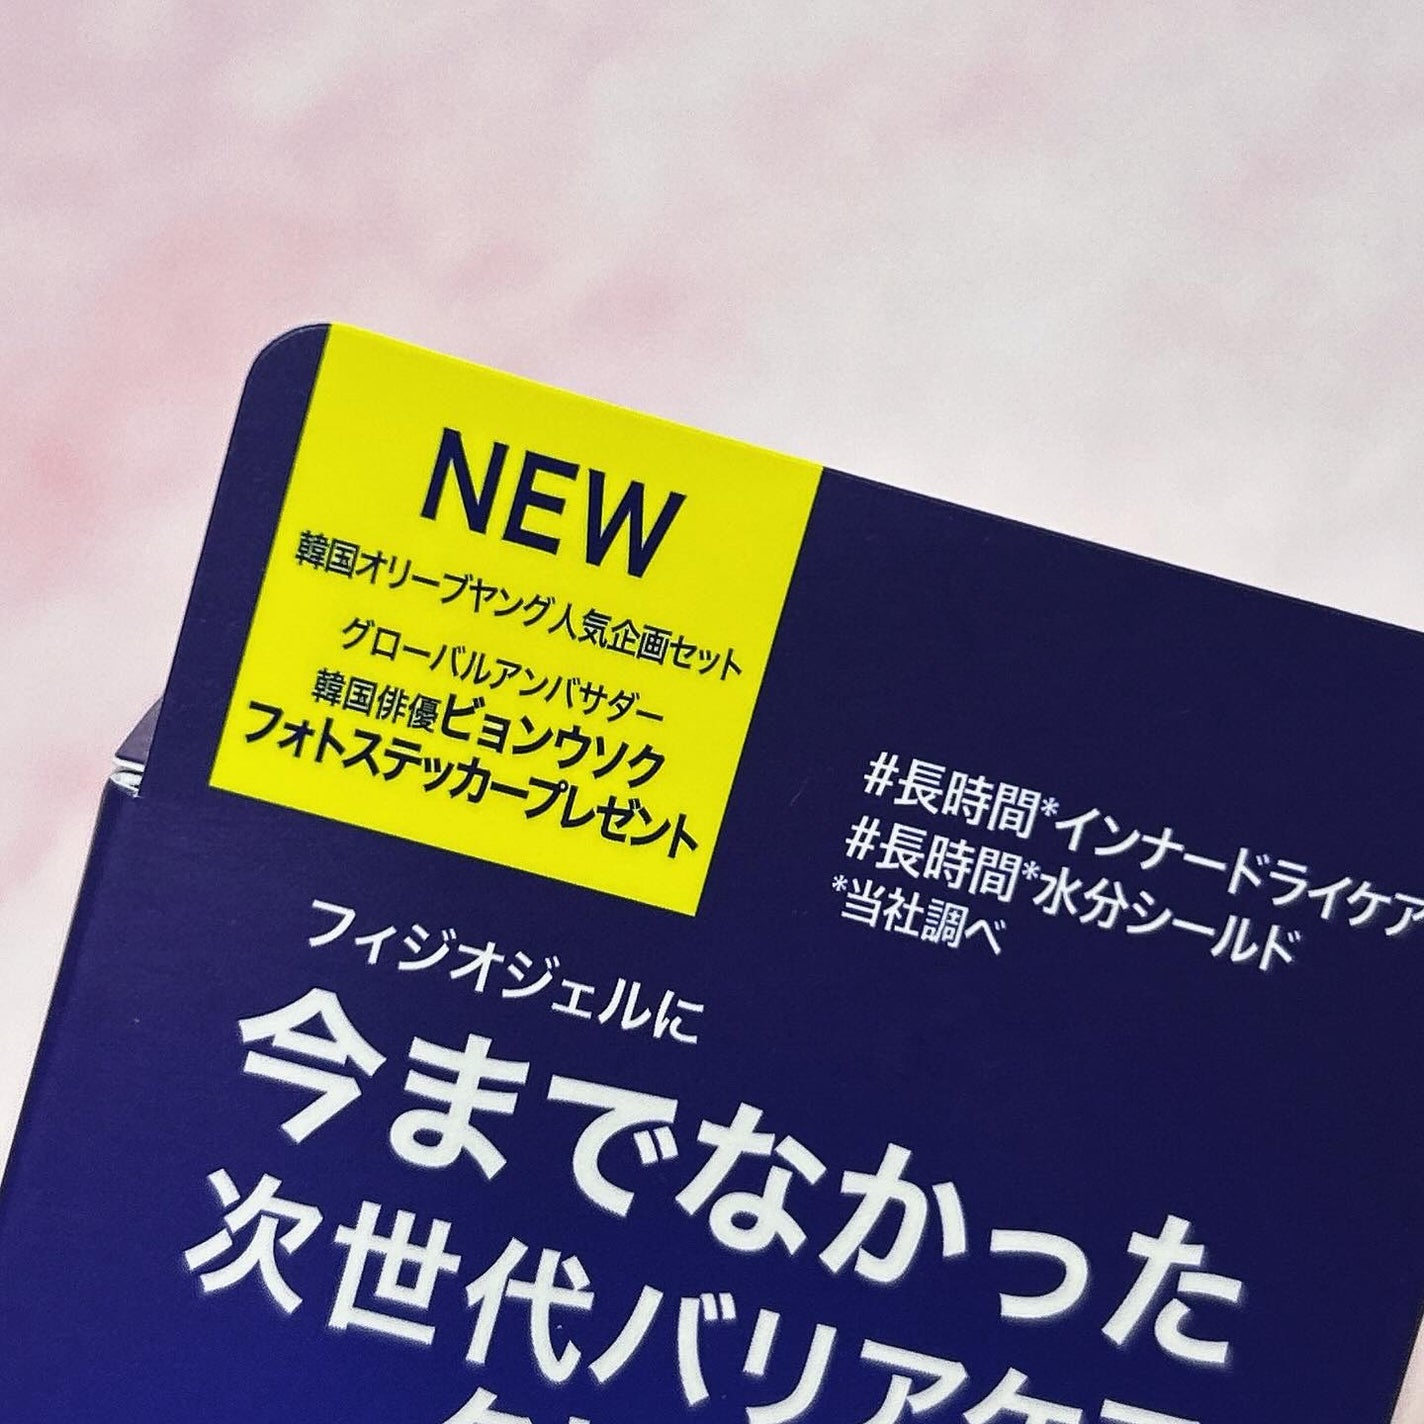 NEW
韓国オリーブヤング人気企画セット
グローバルアンバサダー
韓国俳優ビョンウソク
フォトステッカープレゼント
#長時間*インナードライケア
#長時間*水分シールド
*当社調べ
フィジオジェルに
今までなかった
次世代バリアケア